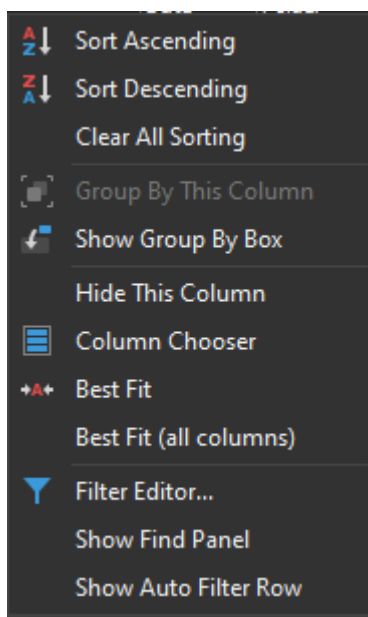 Sort Ascending
Sort Descending
Clear All Sorting
Group By This Column
Show Group By Box
Hide This Column
Column Chooser
Best Fit
Best Fit (all columns)
Filter Editor...
Show Find Panel
Show Auto Filter Row